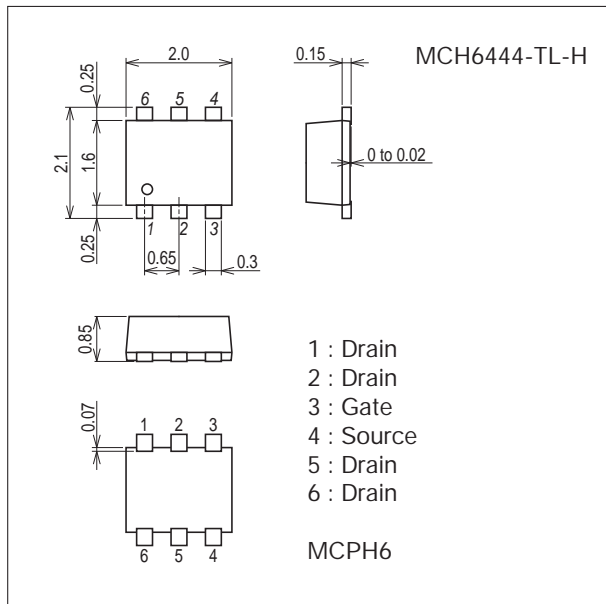 MCH6444-TL-H
0.25
2.0
0.15
6 5 4
2.1
1.6
0 to 0.02
0.25
1 2 3
0.65
0.3
0.85
1 : Drain
2 : Drain
3 : Gate
4 : Source
5 : Drain
6 : Drain
0.07
1 2 3
6 5 4
MCPH6